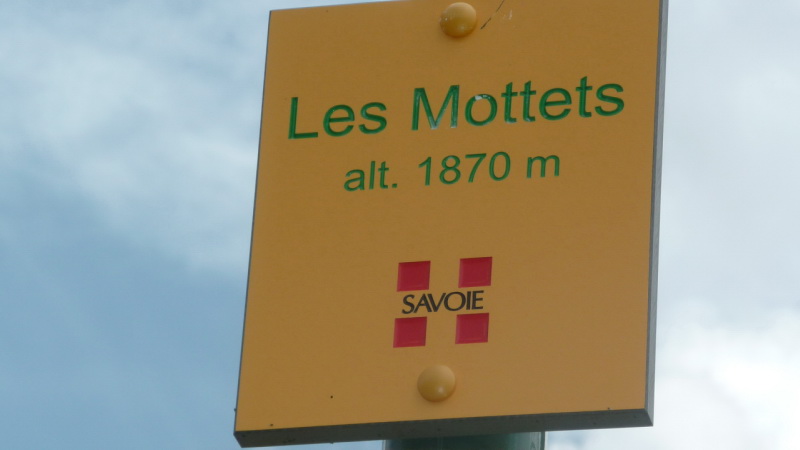 Les Mottets
alt. 1870 m
SAVOIE